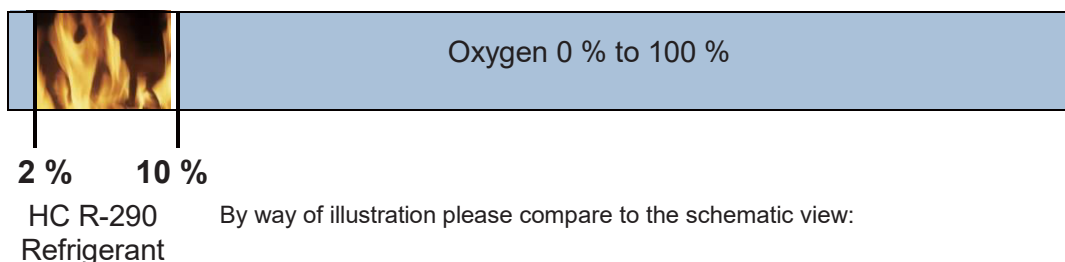 Oxygen 0 % to 100 %
2 % 10 %
HC R-290
Refrigerant
By way of illustration please compare to the schematic view: